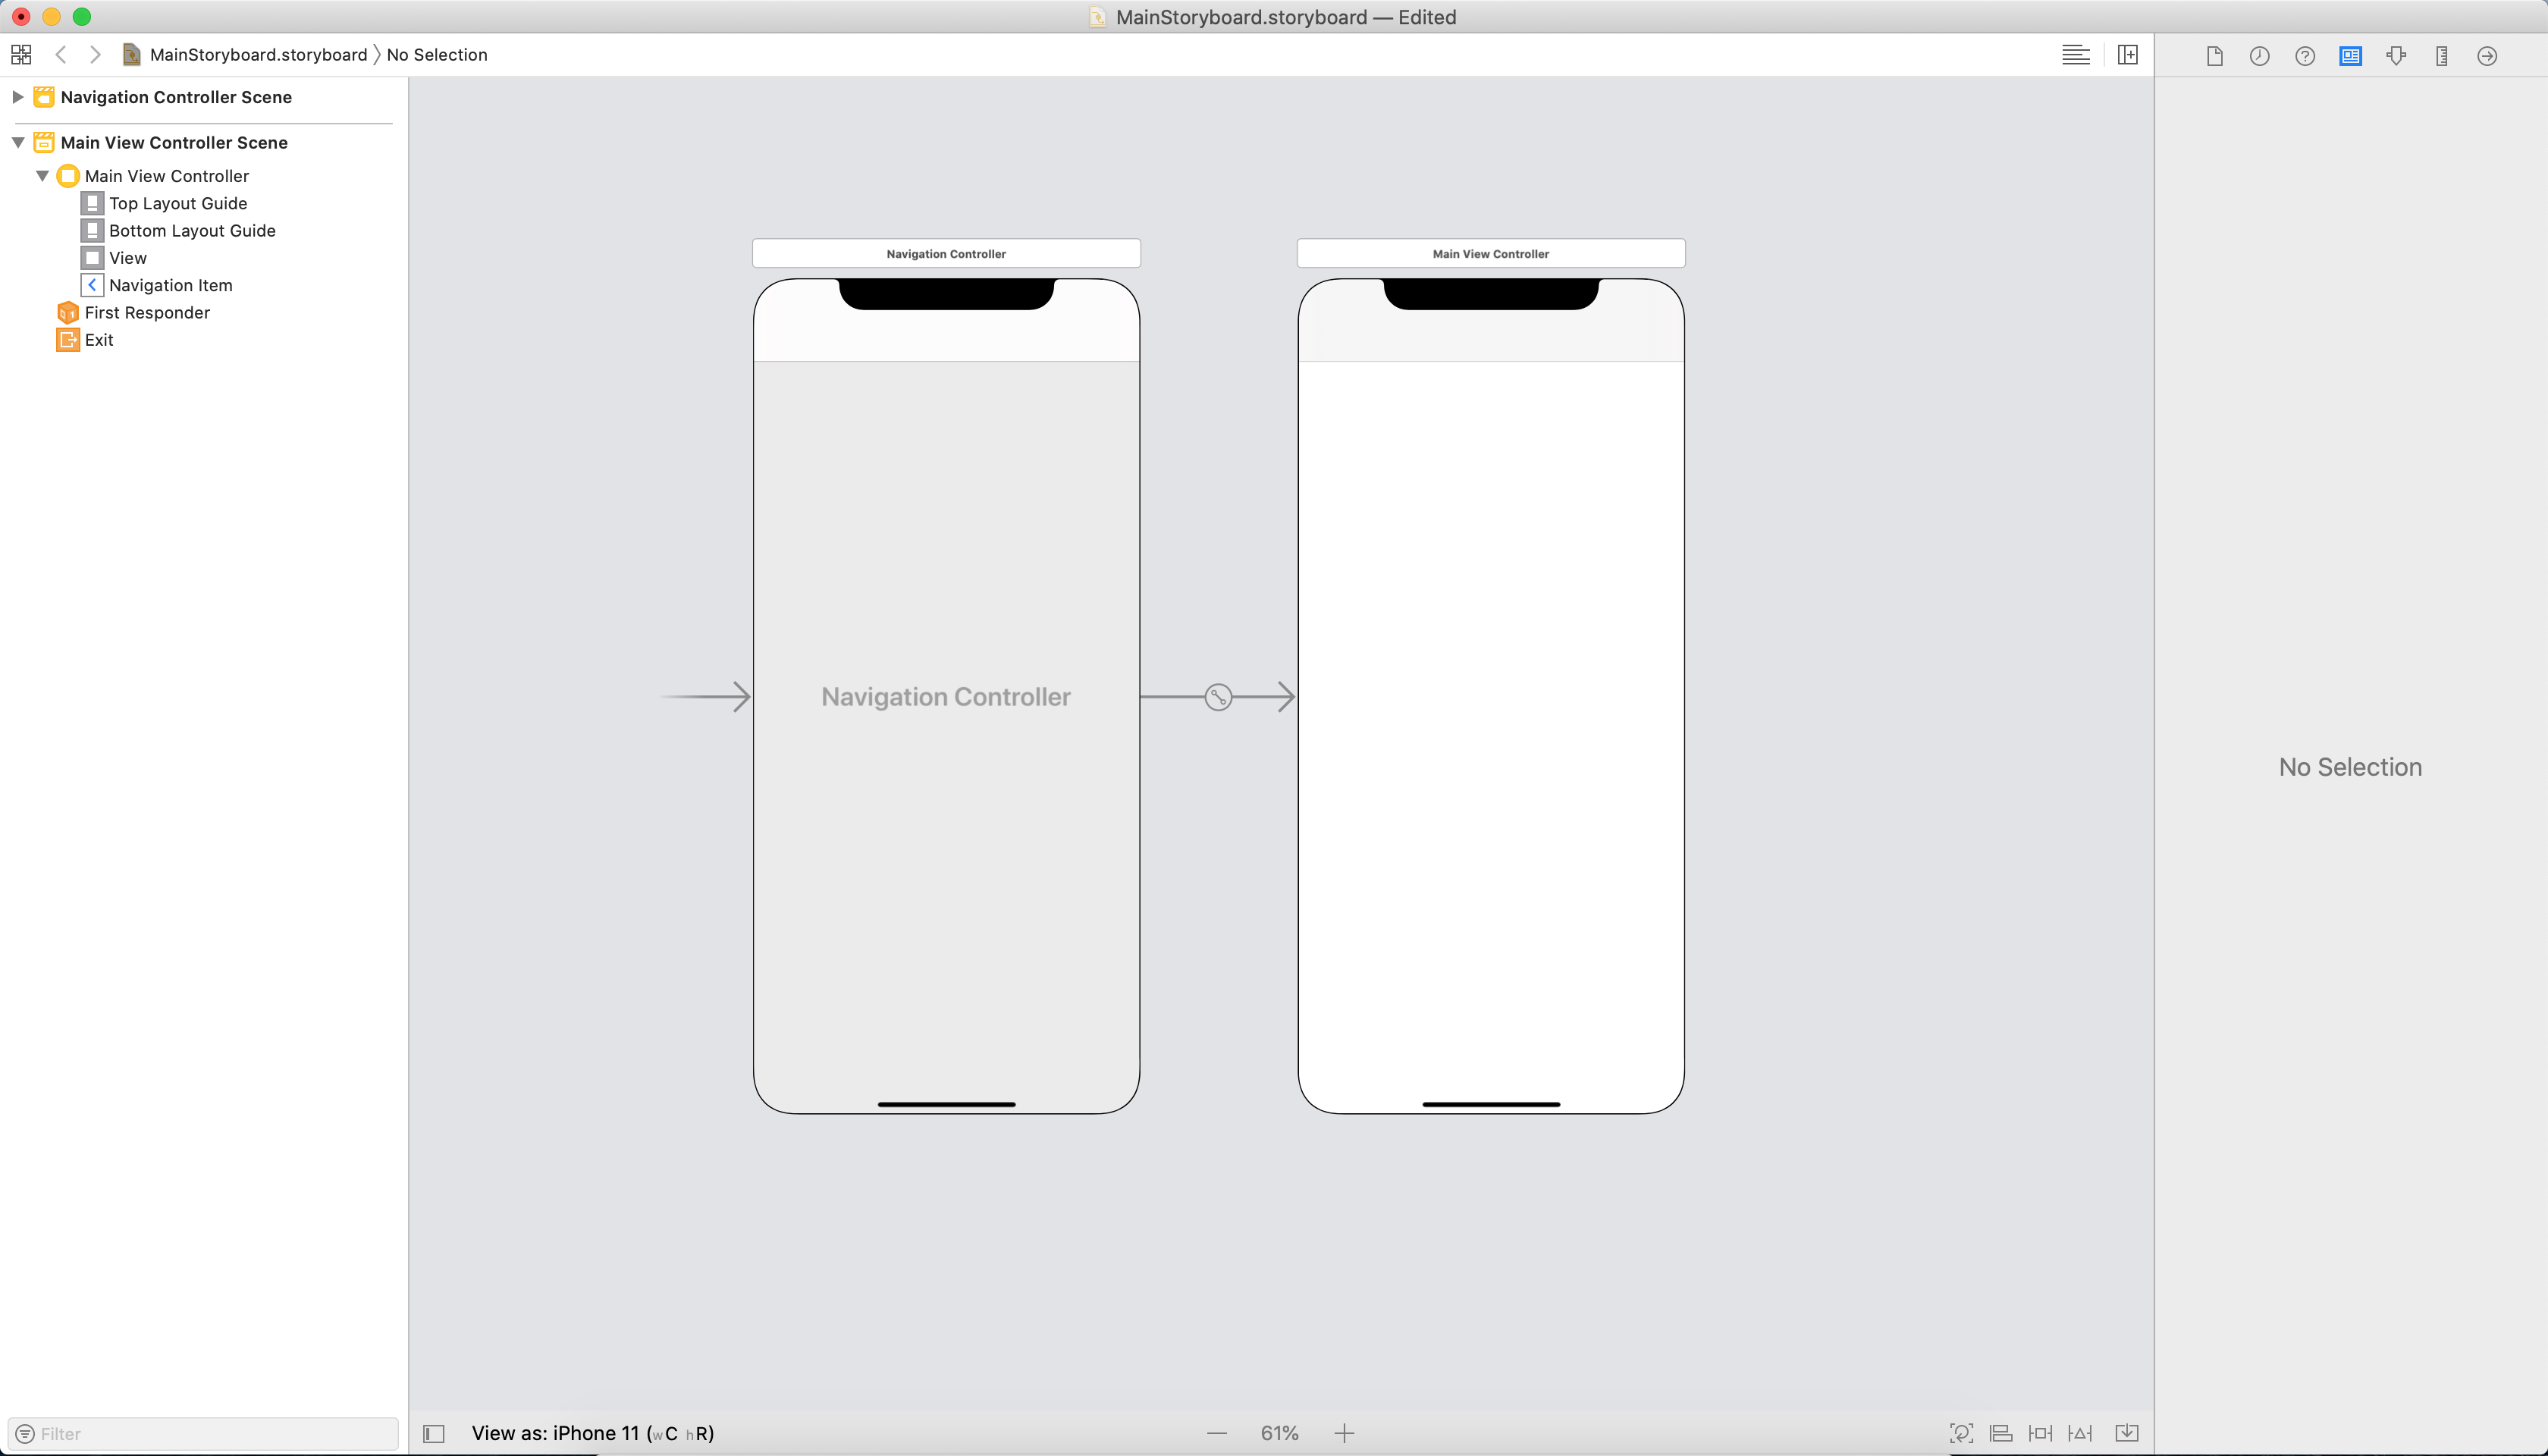 MainStoryboard.storyboard — Edited
MainStoryboard.storyboard 〉 No Selection
Navigation Controller Scene
Main View Controller Scene
Main View Controller
Top Layout Guide
Bottom Layout Guide
View
Navigation Item
First Responder
Exit
Navigation Controller
Main View Controller
Navigation Controller
No Selection
Filter
View as: iPhone 11 (wC hR)
61%